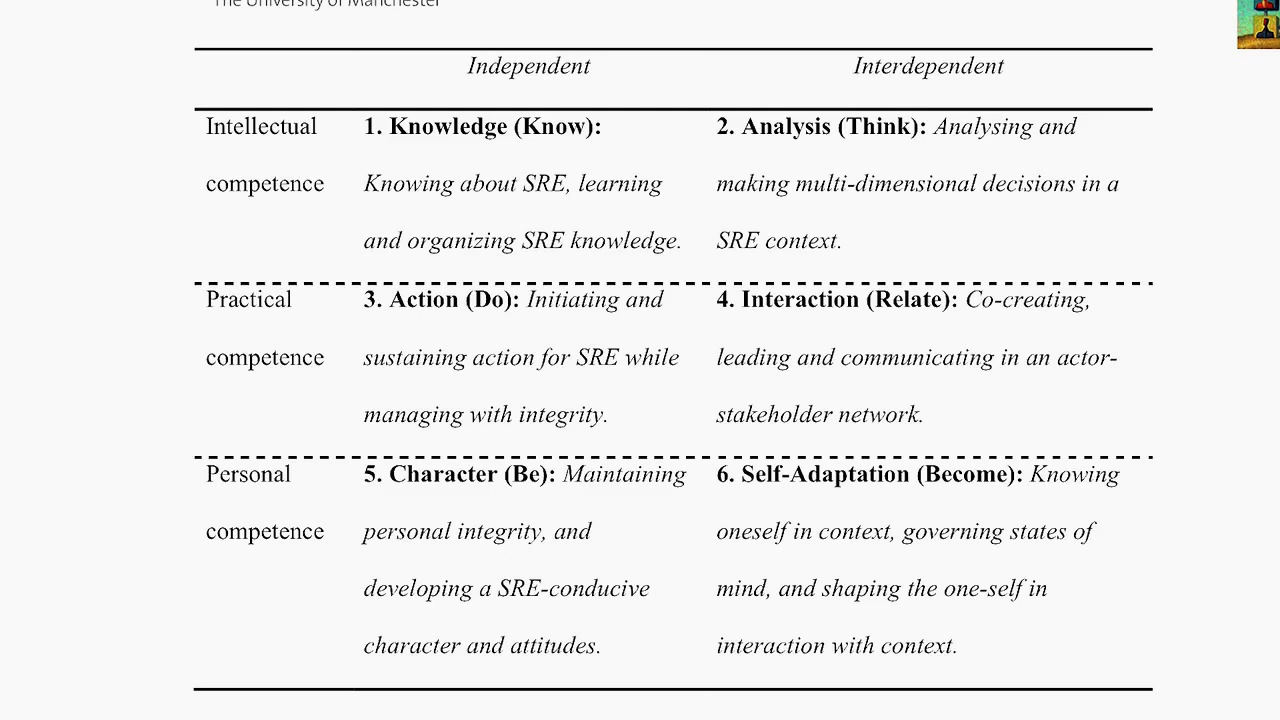 The University of Manchester
Independent Interdependent
Intellectual 1. Knowledge (Know): 2. Analysis (Think): Analysing and
competence Knowing about SRE, learning making multi-dimensional decisions in a
and organizing SRE knowledge. SRE context.
Practical 3. Action (Do): Initiating and 4. Interaction (Relate): Co-creating,
competence sustaining action for SRE while leading and communicating in an actor-
managing with integrity. stakeholder network.
Personal 5. Character (Be): Maintaining 6. Self-Adaptation (Become): Knowing
competence personal integrity, and oneself in context, governing states of
developing a SRE-conducive mind, and shaping the one-self in
character and attitudes. interaction with context.